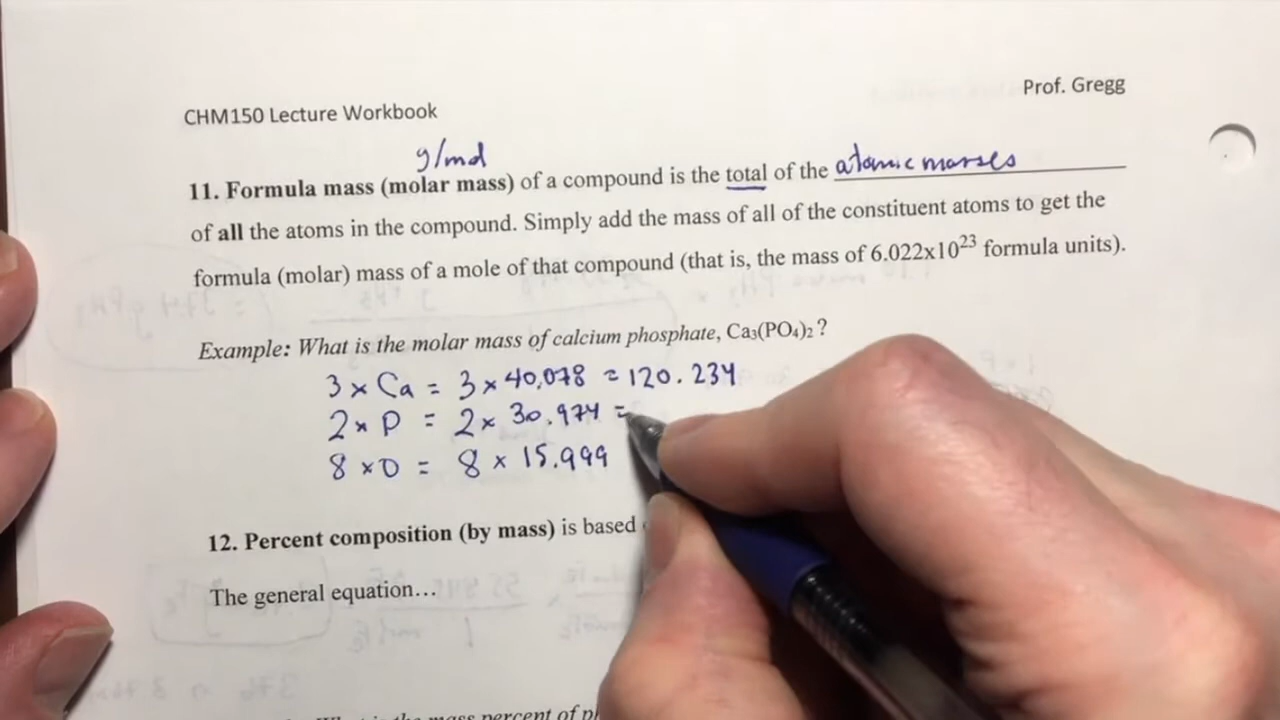 Prof. Gregg
CHM150 Lecture Workbook
g/mol
11. Formula mass (molar mass) of a compound is the total of the atomic masses
of all the atoms in the compound. Simply add the mass of all of the constituent atoms to get the
formula (molar) mass of a mole of that compound (that is, the mass of 6.022x10²³ formula units).
Example: What is the molar mass of calcium phosphate, Ca₃(PO₄)₂?
3 × Ca = 3 × 40.078 = 120.234
2 × P = 2 × 30.974 =
8 × O = 8 × 15.999
12. Percent composition (by mass) is based
The general equation…
mass percent of